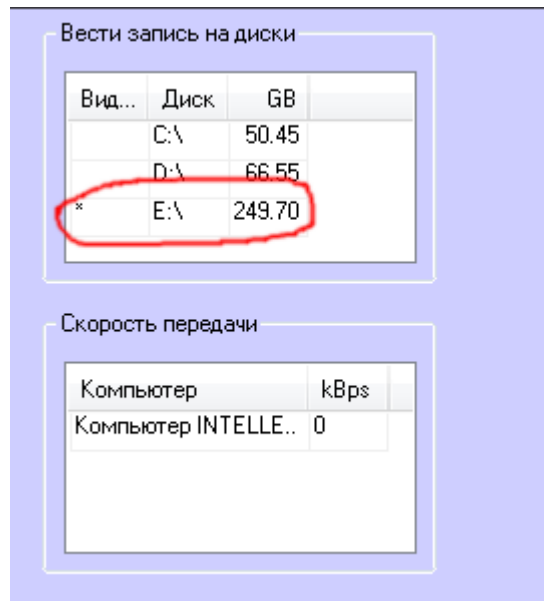 Вести запись на диски
Вид... Диск GB
C:\ 50.45
D:\ 66.55
* E:\ 249.70
Скорость передачи
Компьютер kBps
Компьютер INTELLE.. 0